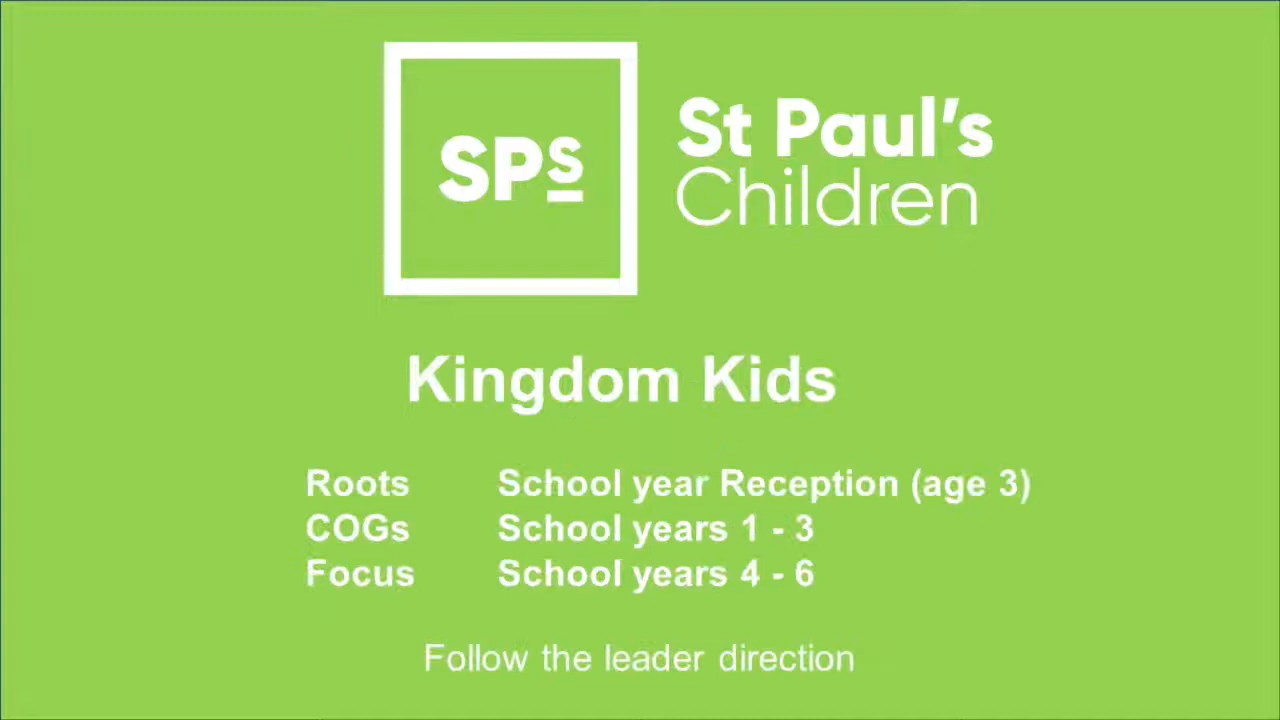 SPs
St Paul's
Children
Kingdom Kids
Roots School year Reception (age 3)
COGs School years 1 - 3
Focus School years 4 - 6
Follow the leader direction